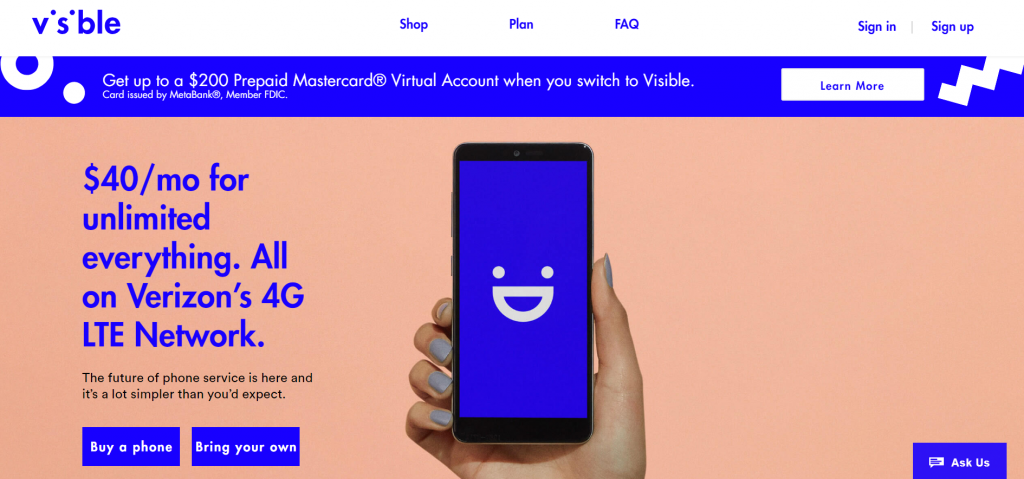 visible
Shop
Plan
FAQ
Sign in
Sign up
Get up to a $200 Prepaid Mastercard® Virtual Account when you switch to Visible.
Card issued by MetaBank®, Member FDIC.
Learn More
$40/mo for
unlimited
everything. All
on Verizon’s 4G
LTE Network.
The future of phone service is here and
it’s a lot simpler than you’d expect.
Buy a phone
Bring your own
Ask Us